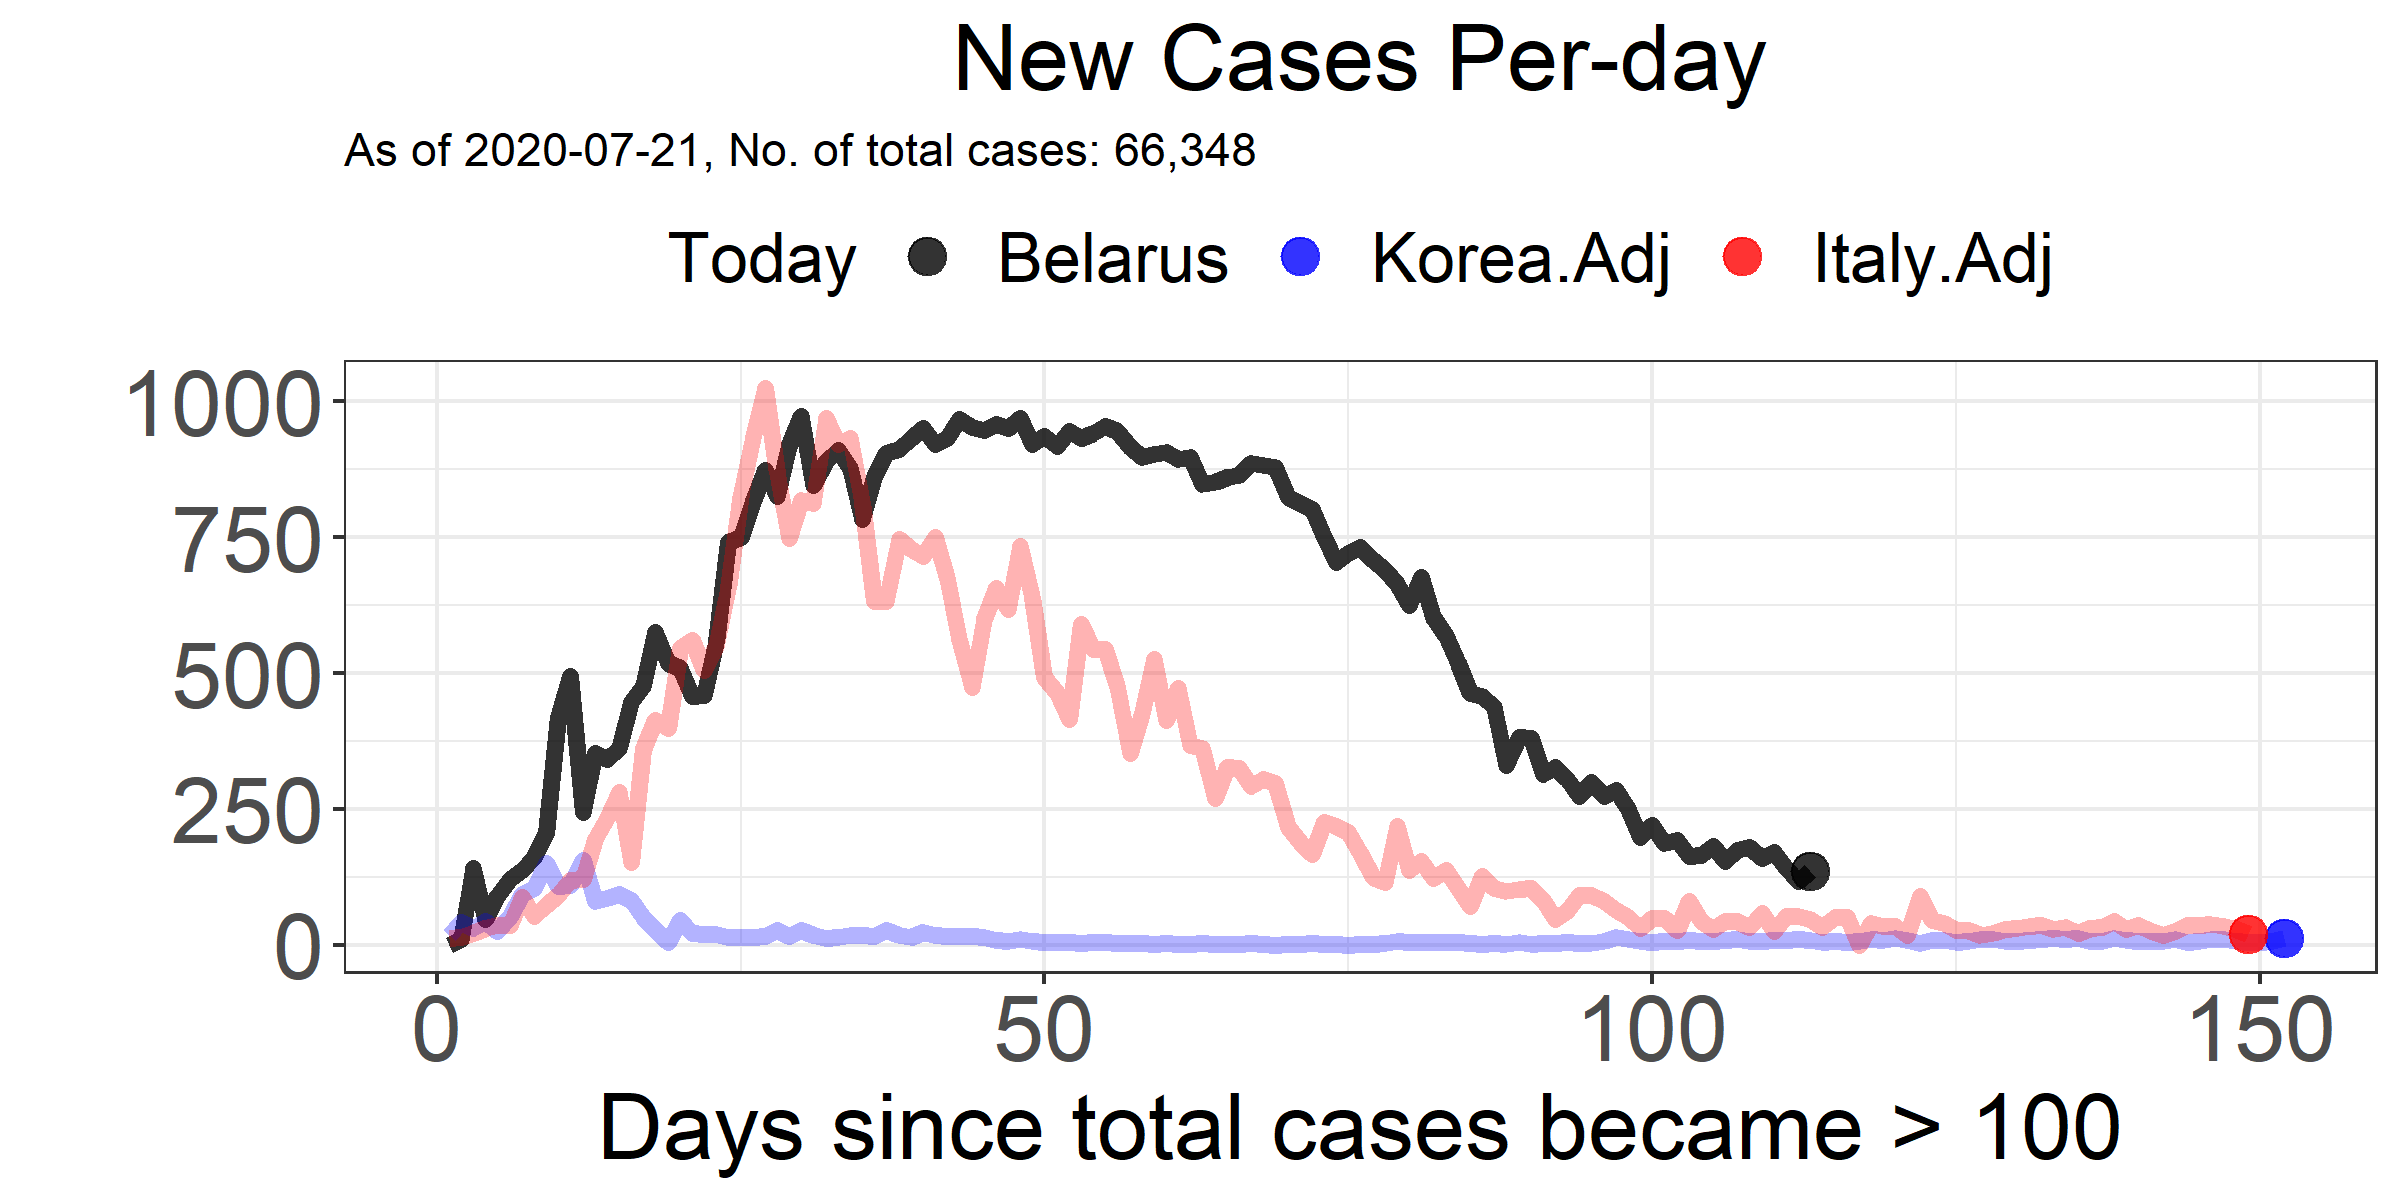 New Cases Per-day
As of 2020-07-21, No. of total cases: 66,348
Today Belarus Korea.Adj Italy.Adj
1000
750
500
250
0
0 50 100 150
Days since total cases became > 100